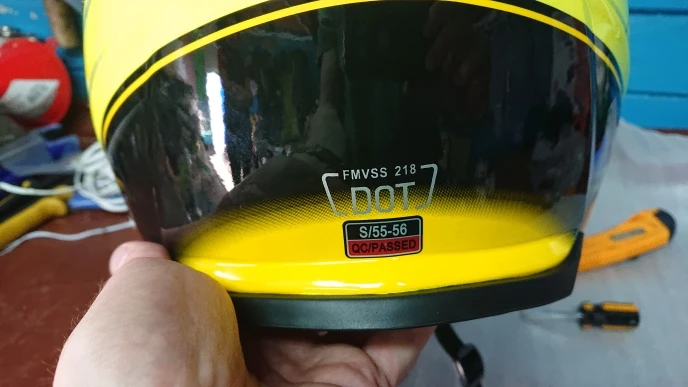 FMVSS 218
DOT
S/55-56
QC/PASSED